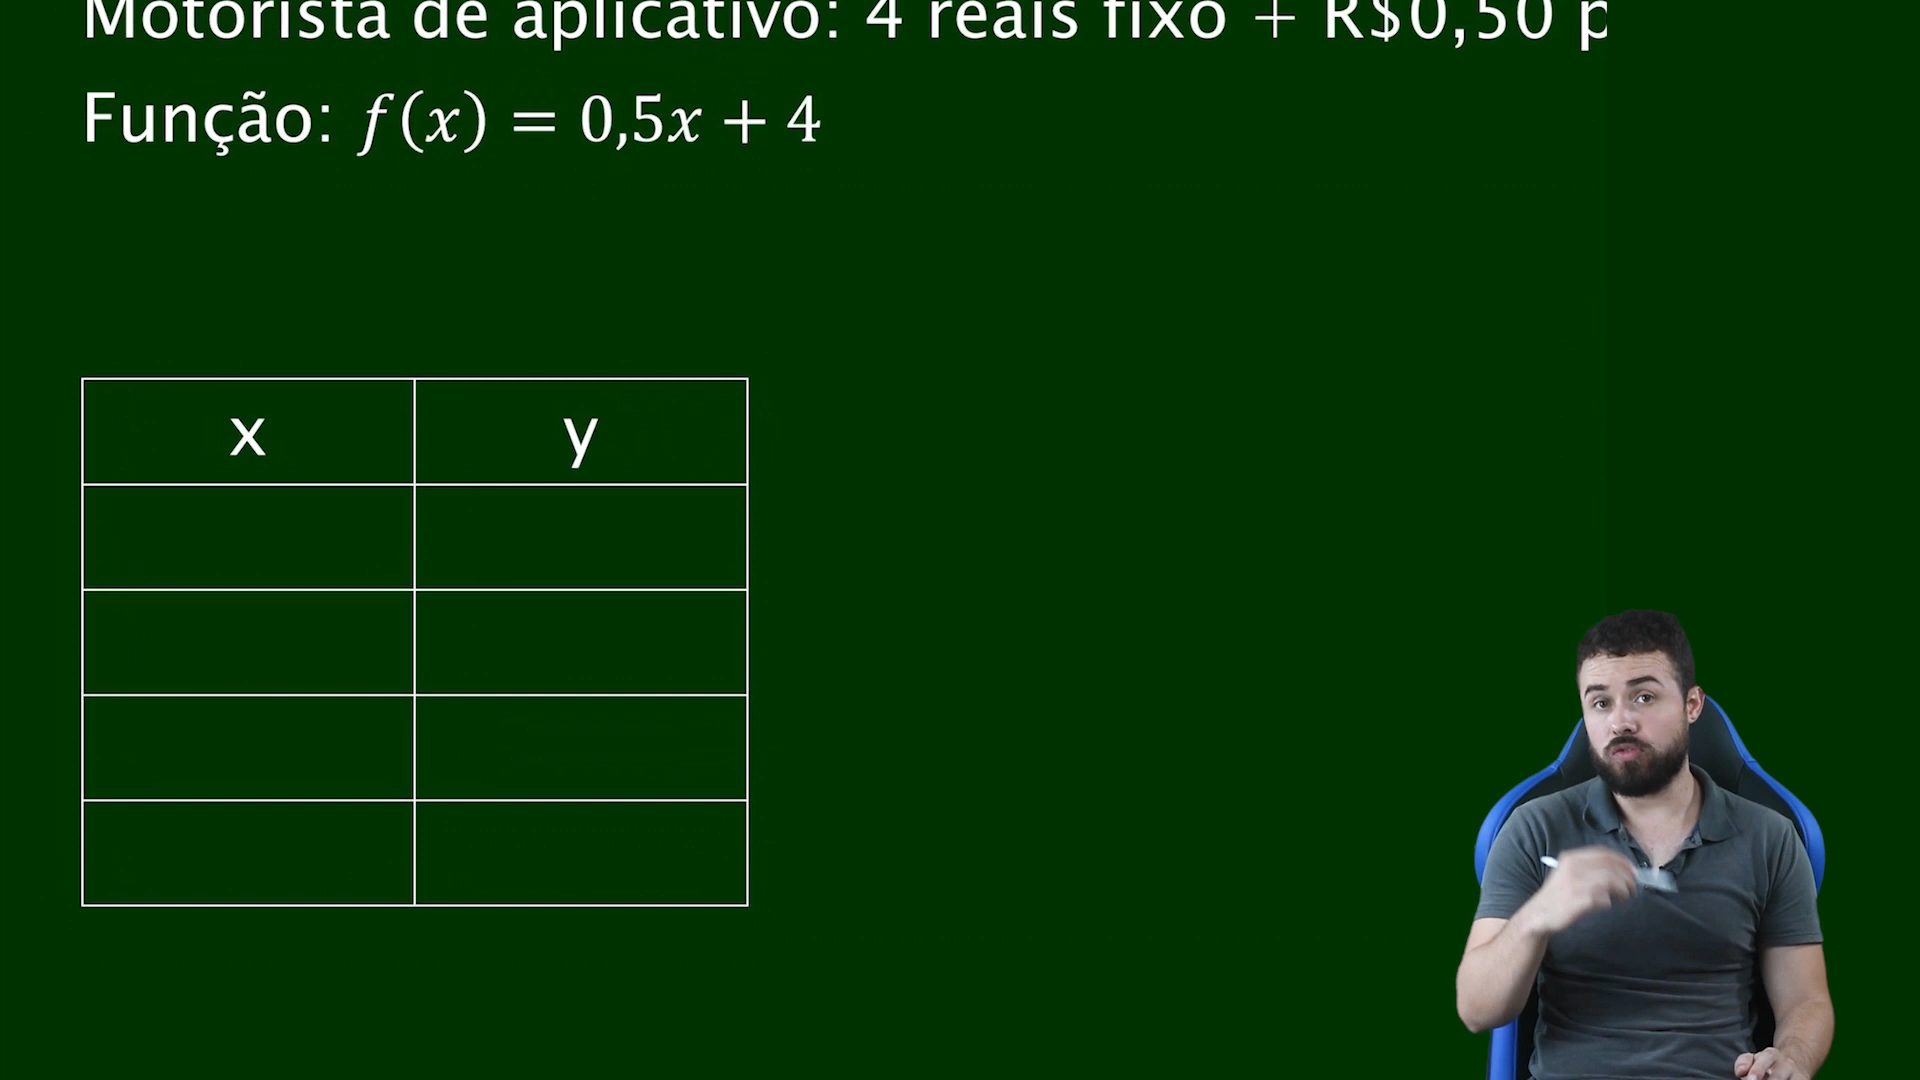 Motorista de aplicativo: 4 reais fixo + R$0,50 p
Função: f(x) = 0,5x + 4
x y